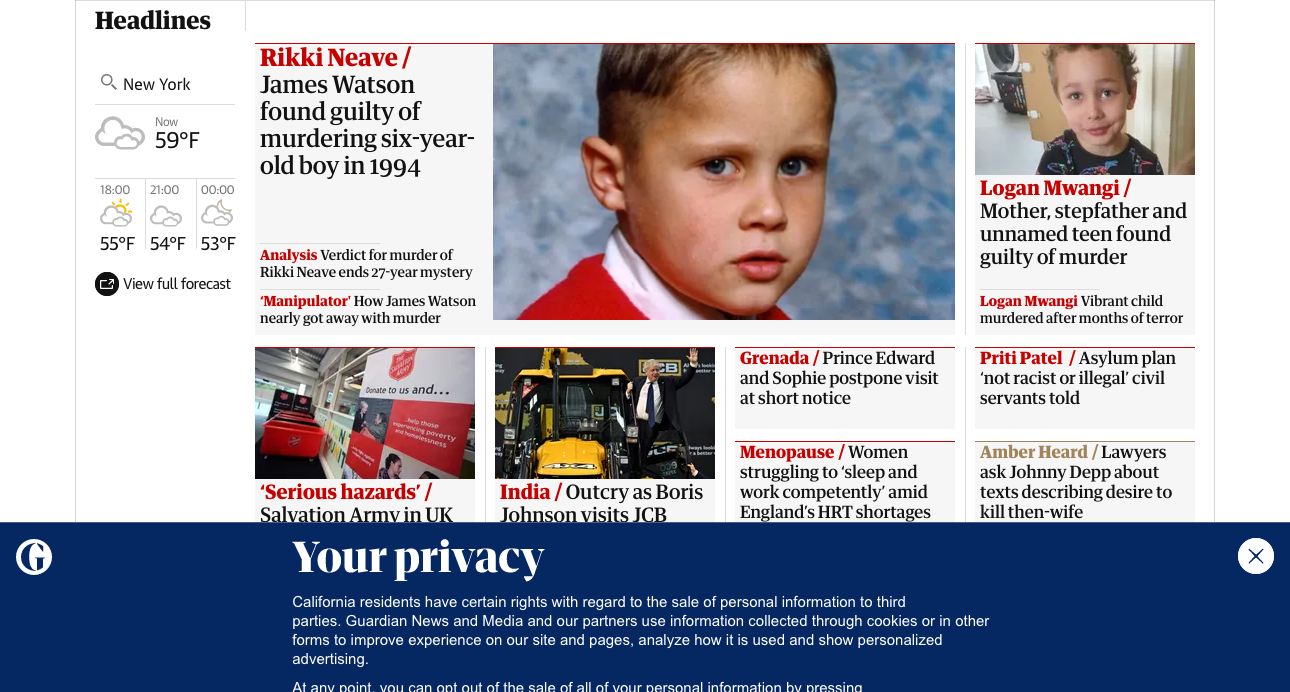 Headlines
New York
Now
59°F
18:00 21:00 00:00
55°F 54°F 53°F
View full forecast
Rikki Neave /
James Watson
found guilty of
murdering six-year-
old boy in 1994
Analysis Verdict for murder of
Rikki Neave ends 27-year mystery
‘Manipulator’ How James Watson
nearly got away with murder
Logan Mwangi /
Mother, stepfather and
unnamed teen found
guilty of murder
Logan Mwangi Vibrant child
murdered after months of terror
THE
SALVATION
ARMY
Donate to us and...
...help those
experiencing poverty
and homelessness.
‘Serious hazards’ /
Salvation Army in UK
JCB
4x4
India / Outcry as Boris
Johnson visits JCB
Grenada / Prince Edward
and Sophie postpone visit
at short notice
Menopause / Women
struggling to ‘sleep and
work competently’ amid
England’s HRT shortages
Priti Patel / Asylum plan
‘not racist or illegal’ civil
servants told
Amber Heard / Lawyers
ask Johnny Depp about
texts describing desire to
kill then-wife
Your privacy
California residents have certain rights with regard to the sale of personal information to third
parties. Guardian News and Media and our partners use information collected through cookies or in other
forms to improve experience on our site and pages, analyze how it is used and show personalized
advertising.
At any point, you can opt out of the sale of all of your personal information by pressing